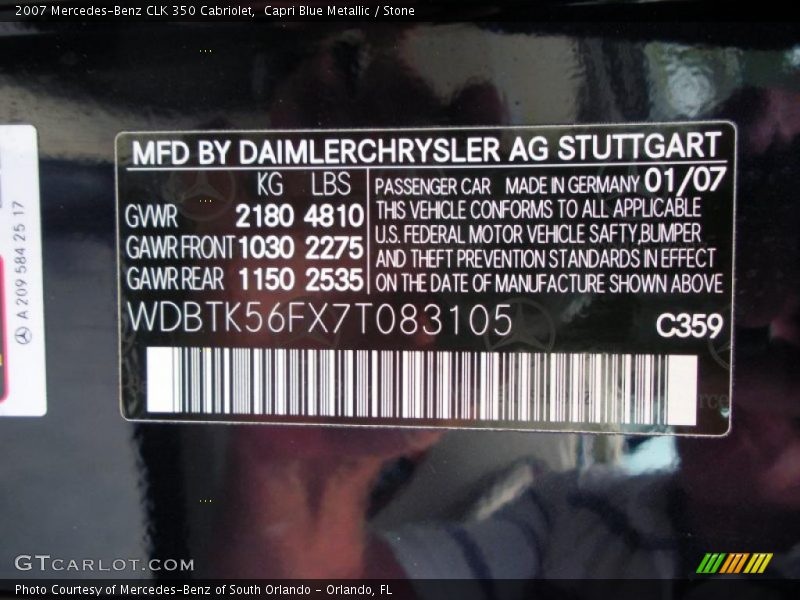 2007 Mercedes-Benz CLK 350 Cabriolet, Capri Blue Metallic / Stone
MFD BY DAIMLERCHRYSLER AG STUTTGART
KG LBS
GVWR 2180 4810
GAWR FRONT 1030 2275
GAWR REAR 1150 2535
PASSENGER CAR MADE IN GERMANY 01/07
THIS VEHICLE CONFORMS TO ALL APPLICABLE
U.S. FEDERAL MOTOR VEHICLE SAFTY,BUMPER
AND THEFT PREVENTION STANDARDS IN EFFECT
ON THE DATE OF MANUFACTURE SHOWN ABOVE
WDBTK56FX7T083105
C359
A 209 584 25 17
GTCARLOT.COM
Photo Courtesy of Mercedes-Benz of South Orlando - Orlando, FL